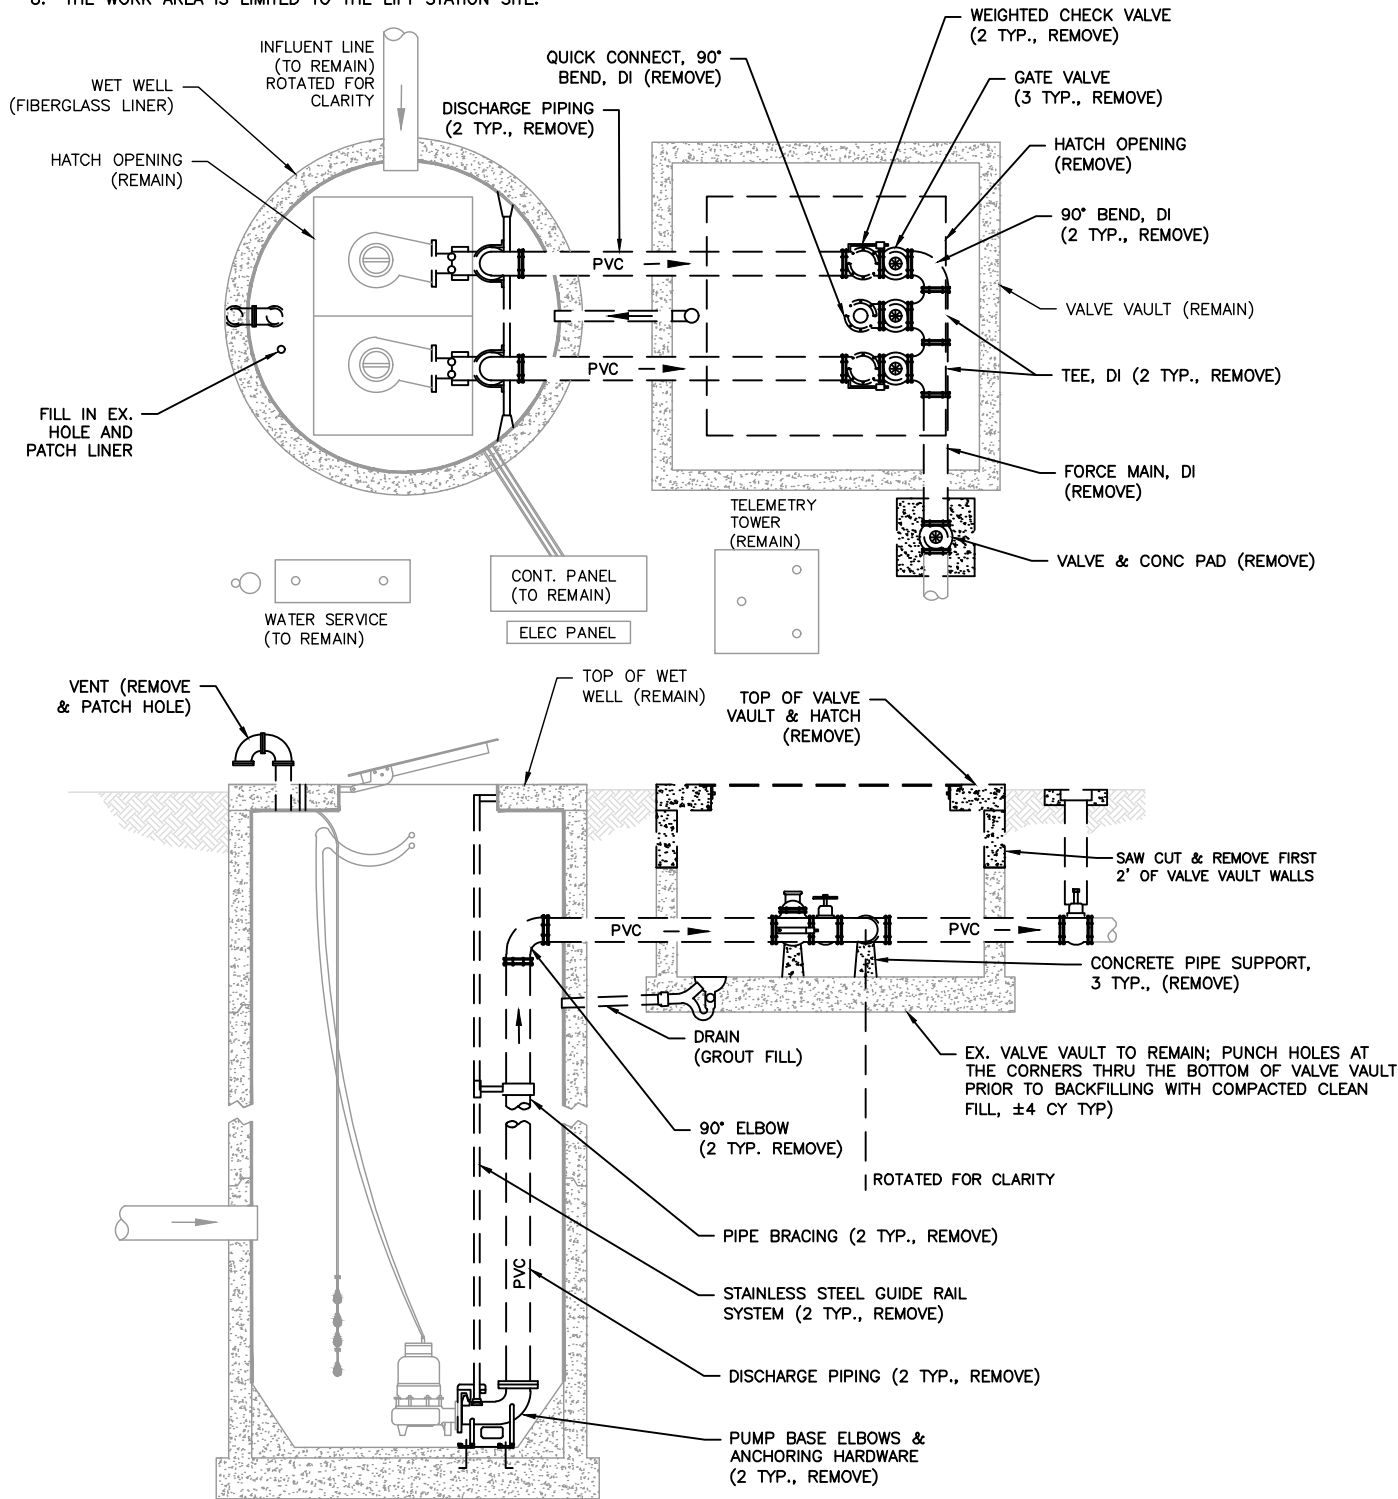 THE WORK AREA IS LIMITED TO THE LIFT STATION SITE.
INFLUENT LINE
(TO REMAIN)
ROTATED FOR
CLARITY
WET WELL
(FIBERGLASS LINER)
HATCH OPENING
(REMAIN)
QUICK CONNECT, 90°
BEND, DI (REMOVE)
DISCHARGE PIPING
(2 TYP., REMOVE)
WEIGHTED CHECK VALVE
(2 TYP., REMOVE)
GATE VALVE
(3 TYP., REMOVE)
HATCH OPENING
(REMOVE)
90° BEND, DI
(2 TYP., REMOVE)
PVC
VALVE VAULT (REMAIN)
PVC
TEE, DI (2 TYP., REMOVE)
FILL IN EX.
HOLE AND
PATCH LINER
FORCE MAIN, DI
(REMOVE)
TELEMETRY
TOWER
(REMAIN)
VALVE & CONC PAD (REMOVE)
CONT. PANEL
(TO REMAIN)
WATER SERVICE
(TO REMAIN)
ELEC PANEL
VENT (REMOVE
& PATCH HOLE)
TOP OF WET
WELL (REMAIN)
TOP OF VALVE
VAULT & HATCH
(REMOVE)
SAW CUT & REMOVE FIRST
2' OF VALVE VAULT WALLS
PVC
PVC
CONCRETE PIPE SUPPORT,
3 TYP., (REMOVE)
DRAIN
(GROUT FILL)
EX. VALVE VAULT TO REMAIN; PUNCH HOLES AT
THE CORNERS THRU THE BOTTOM OF VALVE VAULT
PRIOR TO BACKFILLING WITH COMPACTED CLEAN
FILL, ±4 CY TYP)
90° ELBOW
(2 TYP. REMOVE)
ROTATED FOR CLARITY
PIPE BRACING (2 TYP., REMOVE)
PVC
STAINLESS STEEL GUIDE RAIL
SYSTEM (2 TYP., REMOVE)
DISCHARGE PIPING (2 TYP., REMOVE)
PUMP BASE ELBOWS &
ANCHORING HARDWARE
(2 TYP., REMOVE)